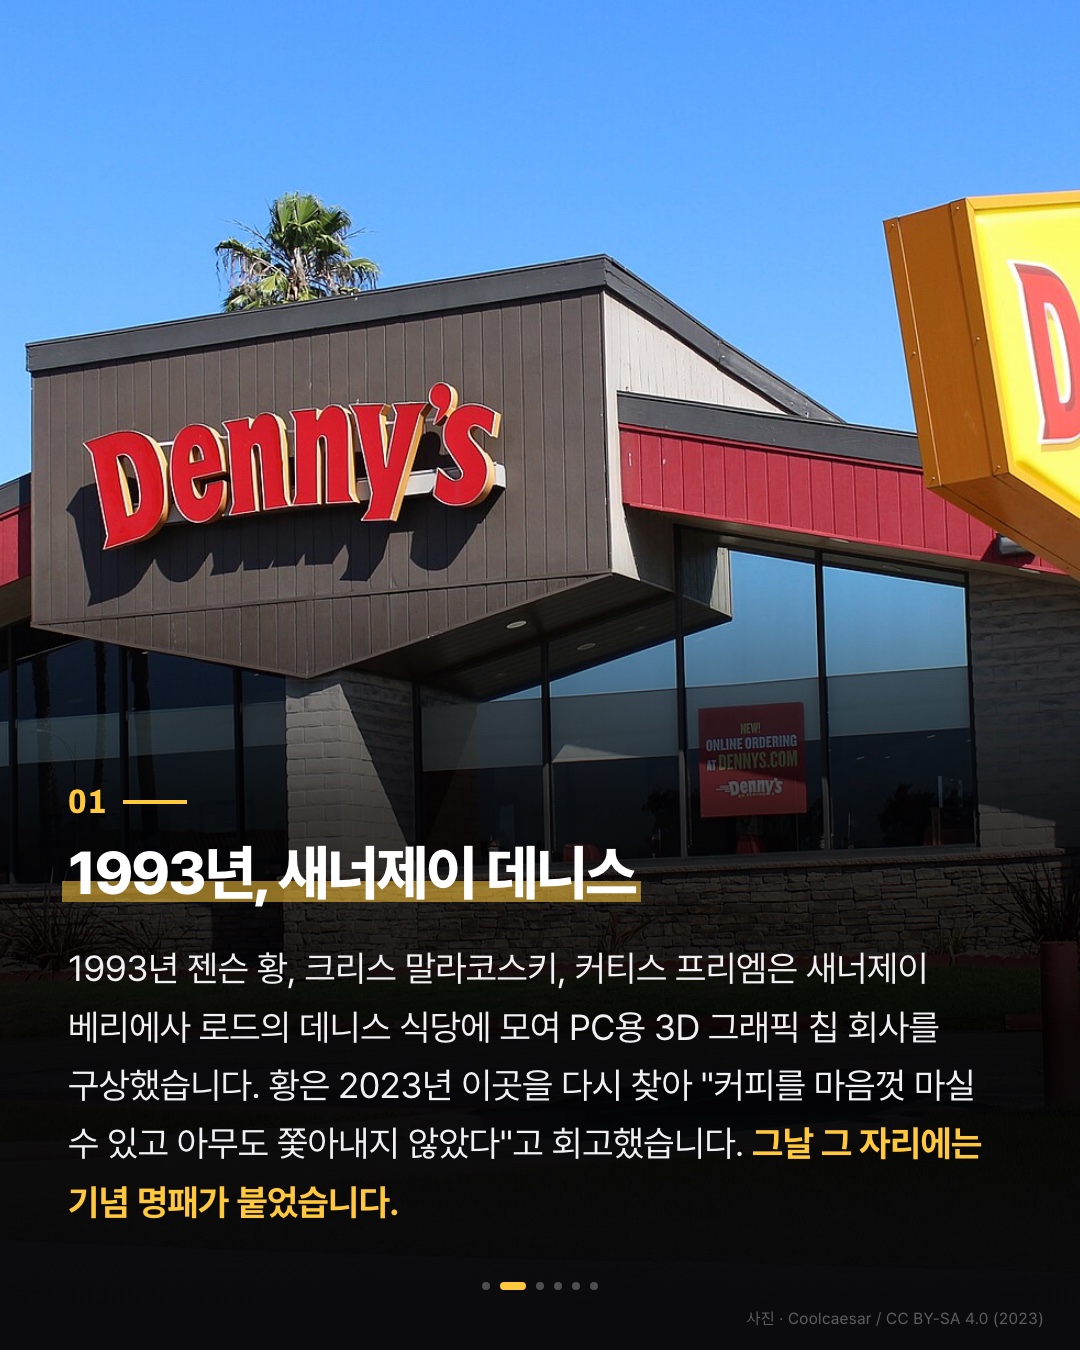 Denny's
D
NEW!
ONLINE ORDERING
AT DENNYS.COM
Denny's
01
1993년, 새너제이 데니스
1993년 젠슨 황, 크리스 말라코스키, 커티스 프리엠은 새너제이
베리에사 로드의 데니스 식당에 모여 PC용 3D 그래픽 칩 회사를
구상했습니다. 황은 2023년 이곳을 다시 찾아 "커피를 마음껏 마실
수 있고 아무도 쫓아내지 않았다"고 회고했습니다. 그날 그 자리에는
기념 명패가 붙었습니다.
사진 · Coolcaesar / CC BY-SA 4.0 (2023)